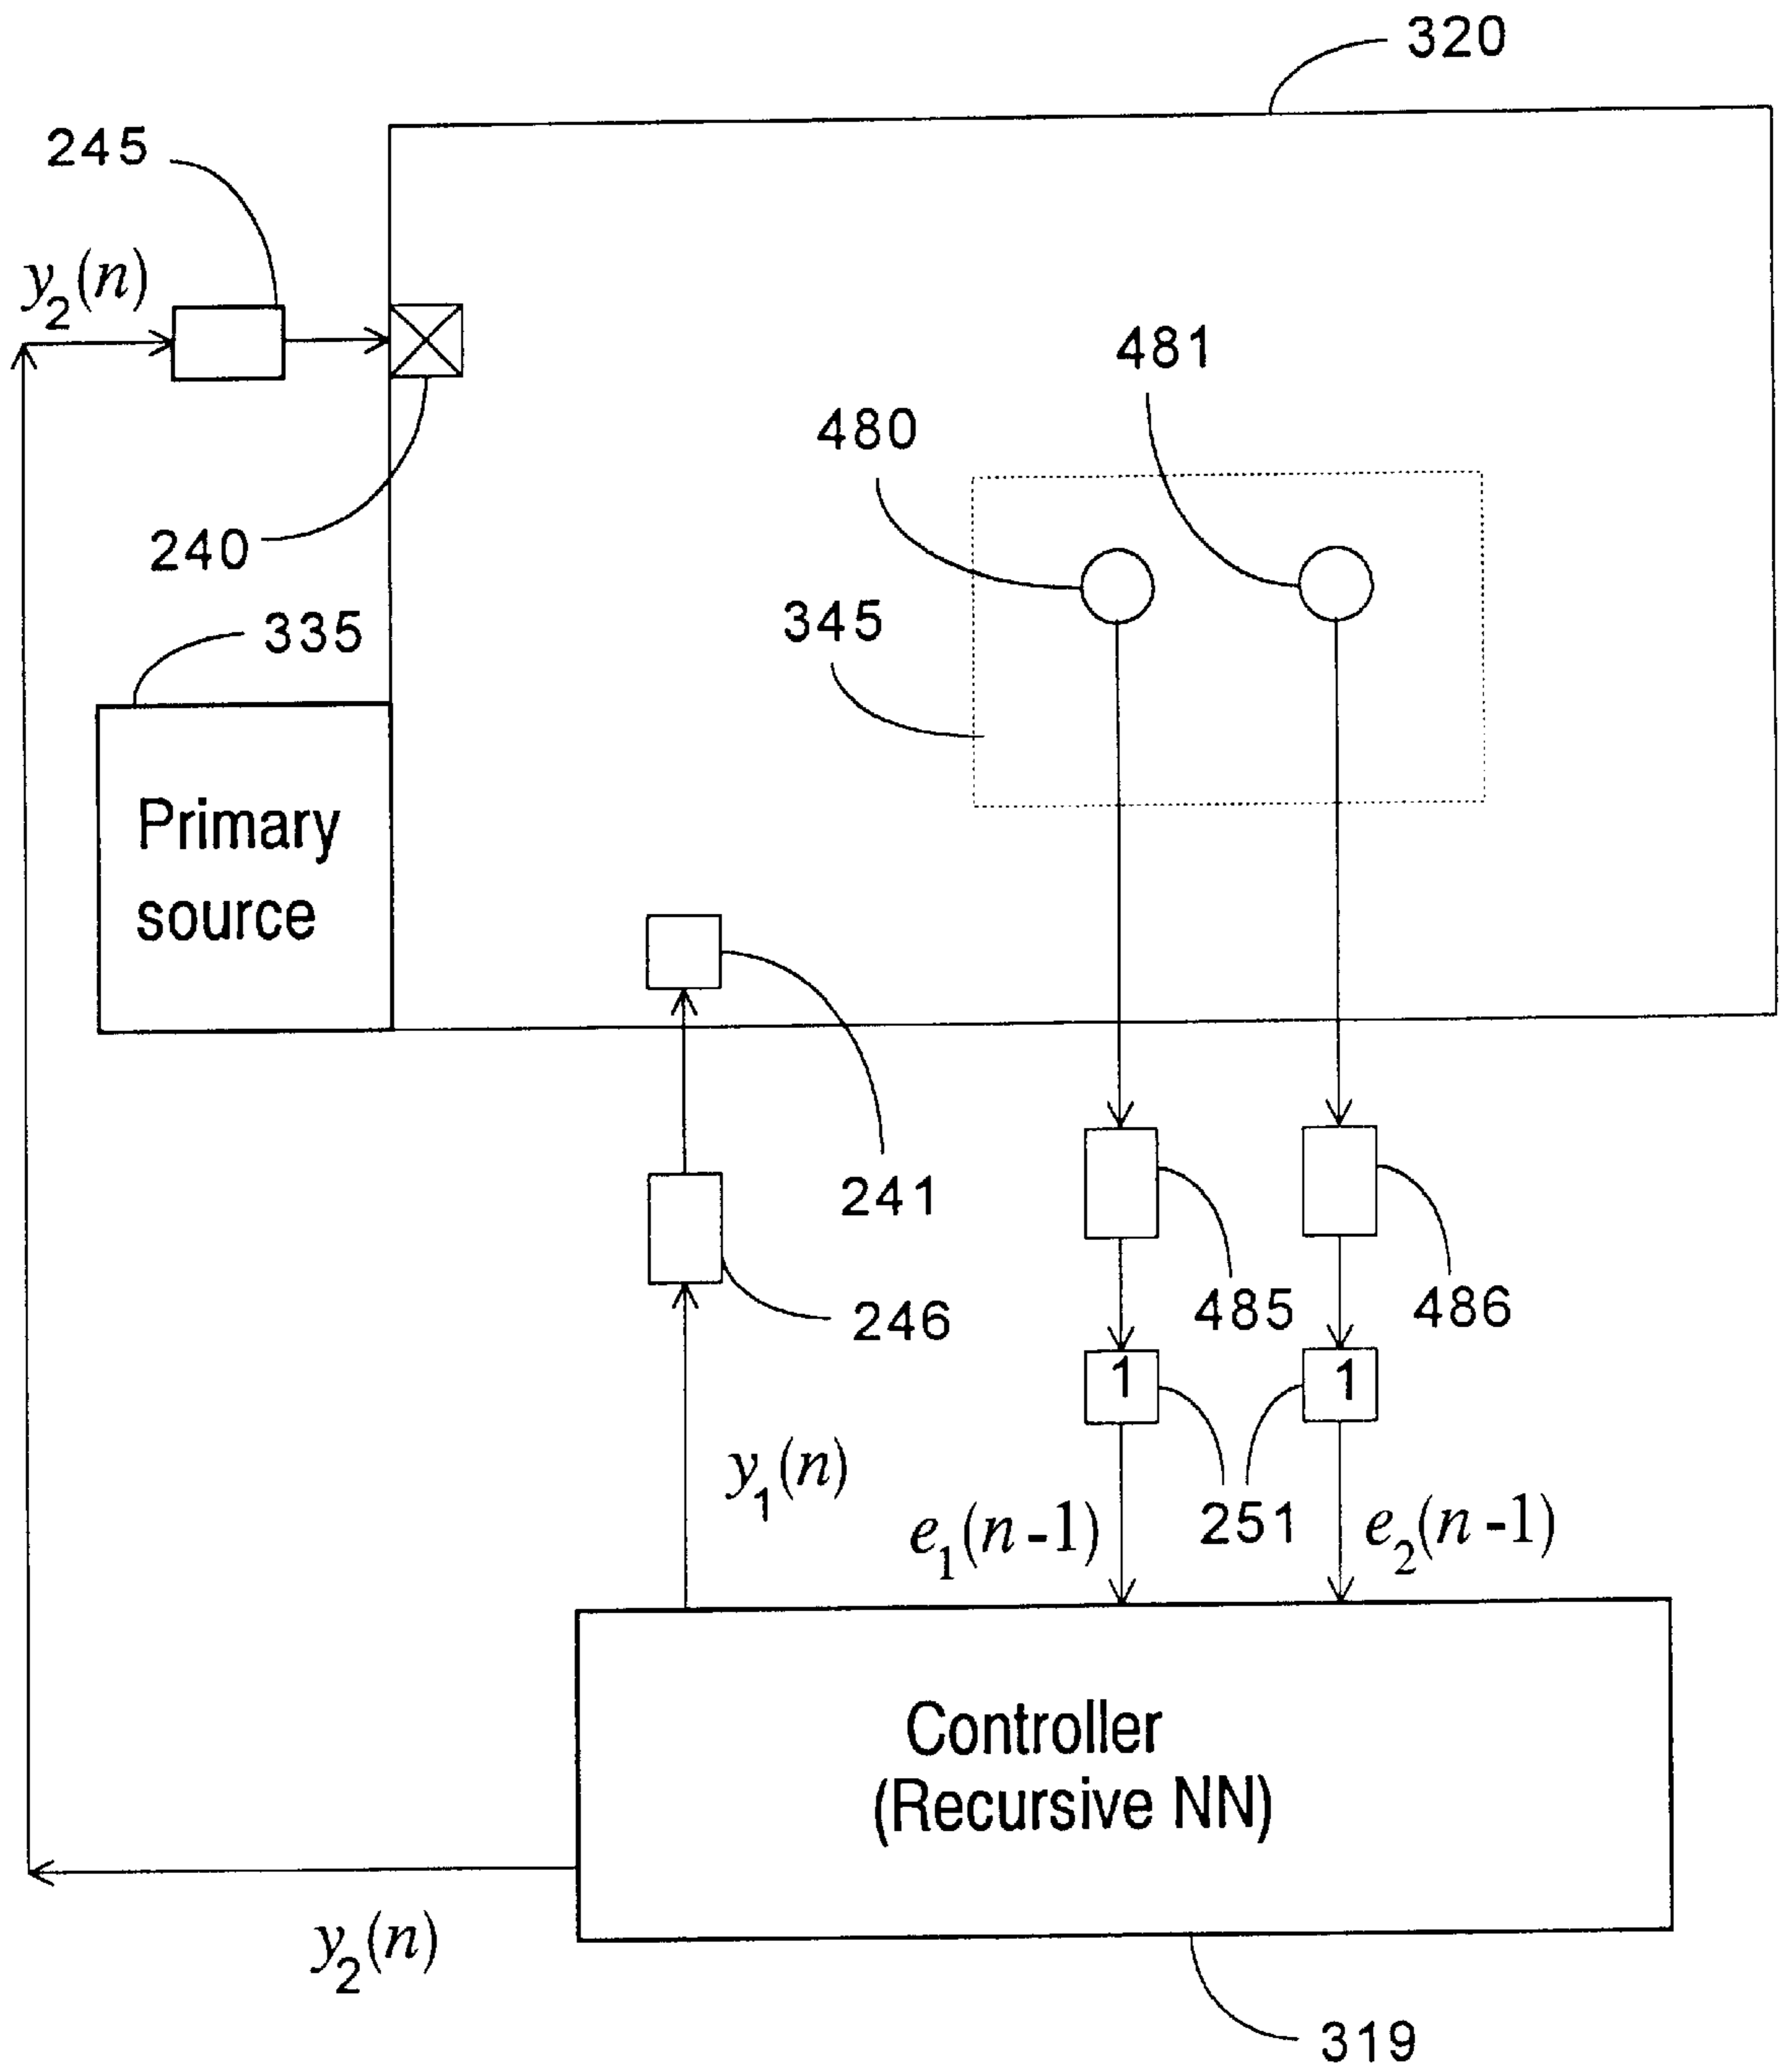 320
245
y₂(n)
481
480
240
345
335
Primary
source
241
246
485
486
1
1
y₁(n)
251
e₁(n-1)
e₂(n-1)
Controller
(Recursive NN)
y₂(n)
319